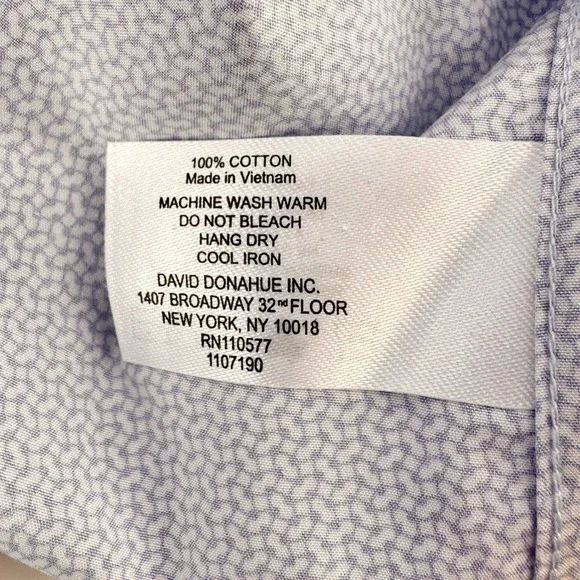 100% COTTON
Made in Vietnam
MACHINE WASH WARM
DO NOT BLEACH
HANG DRY
COOL IRON
DAVID DONAHUE INC.
1407 BROADWAY 32nd FLOOR
NEW YORK, NY 10018
RN110577
1107190